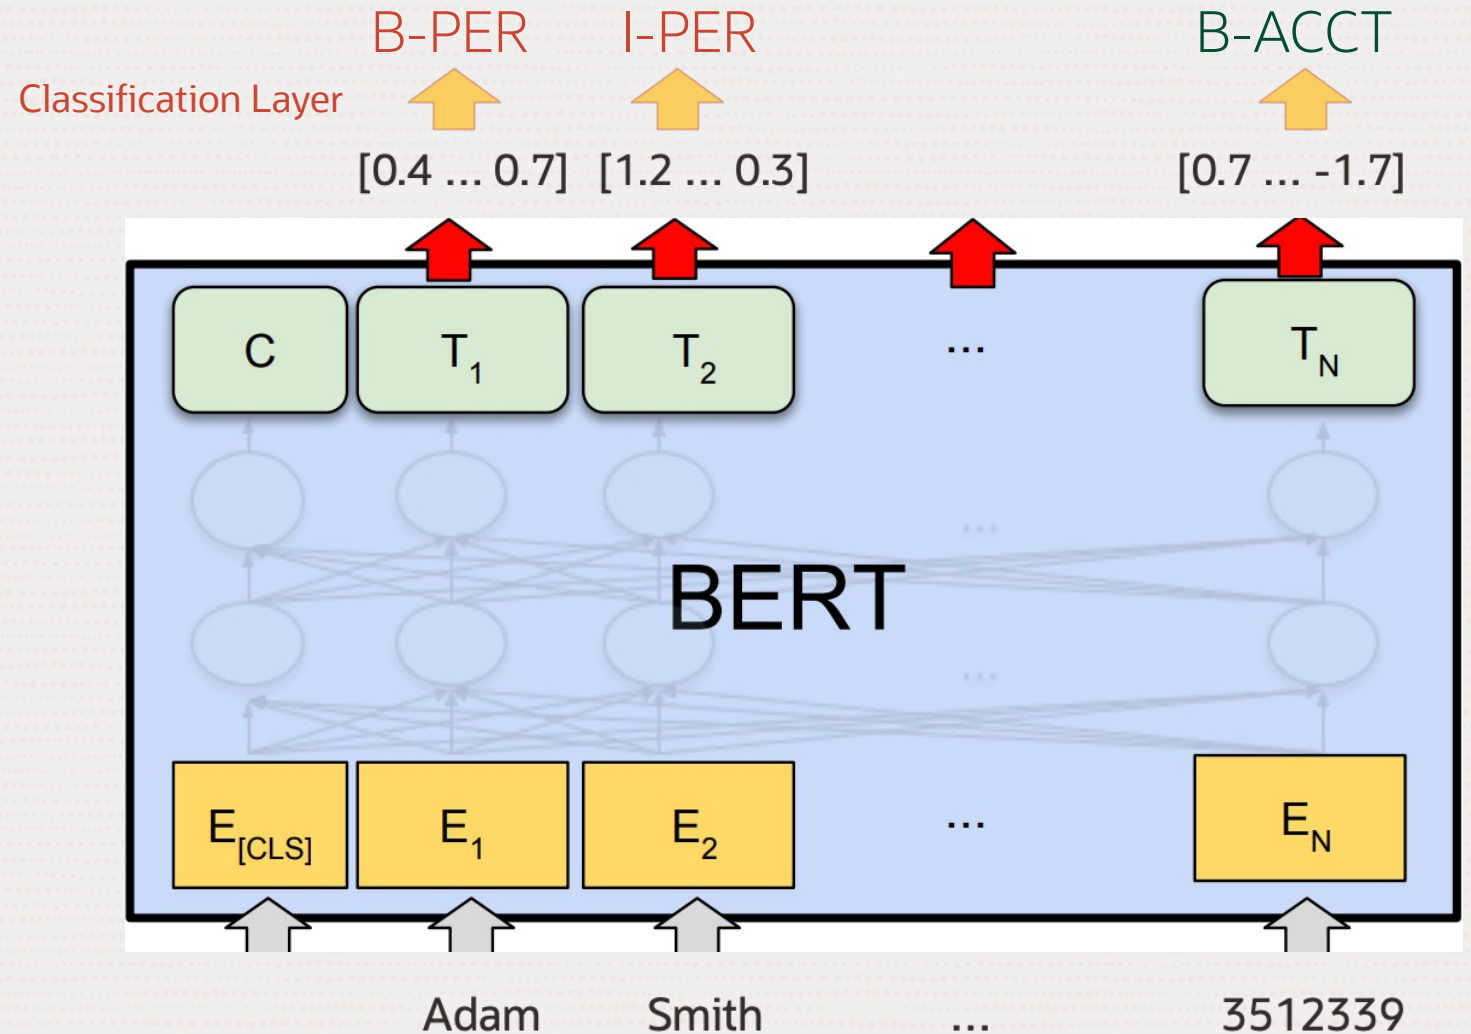 B-PER I-PER B-ACCT
Classification Layer
[0.4 ... 0.7] [1.2 ... 0.3] [0.7 ... -1.7]
C T1 T2 ... TN
...
BERT
...
E[CLS] E1 E2 ... EN
Adam Smith ... 3512339